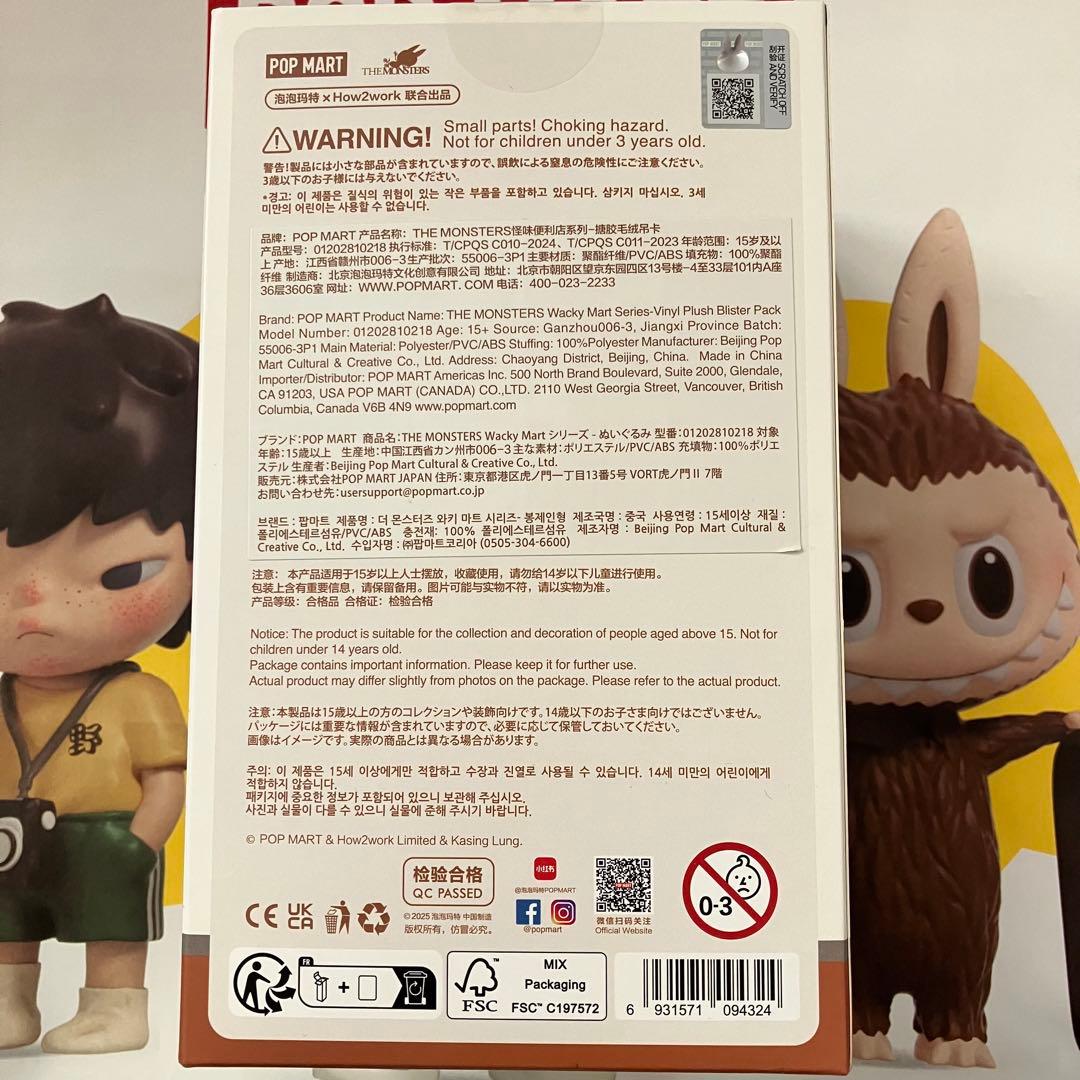 POP MART
THE MONSTERS
泡泡玛特 × How2work 联合出品
开证 SCRATCH OFF
刮验 AND VERIFY
WARNING!
Small parts! Choking hazard.
Not for children under 3 years old.
警告!製品には小さな部品が含まれていますので、誤飲による窒息の危険性にご注意ください。
3歳以下のお子様には与えないでください。
*경고: 이 제품은 질식의 위험이 있는 작은 부품을 포함하고 있습니다. 삼키지 마십시오. 3세
미만의 어린이는 사용할 수 없습니다.
品牌: POP MART 产品名称: THE MONSTERS怪味便利店系列-搪胶毛绒吊卡
产品型号: 01202810218 执行标准: T/CPQS C010-2024、T/CPQS C011-2023 年龄范围: 15岁及以
上 产地: 江西省赣州市006-3 生产批次: 55006-3P1 主要材质: 聚酯纤维/PVC/ABS 填充物: 100%聚酯
纤维 制造商: 北京泡泡玛特文化创意有限公司 地址: 北京市朝阳区望京东园四区13号楼-4至33层101内A座
36层3606室 网址: WWW.POPMART. COM 电话: 400-023-2233
Brand: POP MART Product Name: THE MONSTERS Wacky Mart Series-Vinyl Plush Blister Pack
Model Number: 01202810218 Age: 15+ Source: Ganzhou006-3, Jiangxi Province Batch:
55006-3P1 Main Material: Polyester/PVC/ABS Stuffing: 100%Polyester Manufacturer: Beijing Pop
Mart Cultural & Creative Co., Ltd. Address: Chaoyang District, Beijing, China. Made in China
Importer/Distributor: POP MART Americas Inc. 500 North Brand Boulevard, Suite 2000, Glendale,
CA 91203, USA POP MART (CANADA) CO.,LTD. 2110 West Georgia Street, Vancouver, British
Columbia, Canada V6B 4N9 www.popmart.com
ブランド:POP MART 商品名:THE MONSTERS Wacky Mart シリーズ - ぬいぐるみ 型番:01202810218 対象
年齢:15歳以上 生産地:中国江西省カン州市006-3 主な素材:ポリエステル/PVC/ABS 充填物:100%ポリエ
ステル 生産者:Beijing Pop Mart Cultural & Creative Co., Ltd.
販売元:株式会社POP MART JAPAN 住所:東京都港区虎ノ門一丁目13番5号 VORT虎ノ門Ⅱ 7階
お問い合わせ先:usersupport@popmart.co.jp
브랜드 : 팝마트 제품명 : 더 몬스터즈 와키 마트 시리즈- 봉제인형 제조국명 : 중국 사용연령 : 15세이상 재질 :
폴리에스테르섬유/PVC/ABS 충전재: 100% 폴리에스테르섬유 제조자명 : Beijing Pop Mart Cultural &
Creative Co., Ltd. 수입자명 : ㈜팝마트코리아 (0505-304-6600)
注意: 本产品适用于15岁以上人士摆放，收藏使用，请勿给14岁以下儿童进行使用。
包装上含有重要信息，请保留备用。图片可能与实物不符，请以实物为准。
产品等级: 合格品 合格证: 检验合格
Notice: The product is suitable for the collection and decoration of people aged above 15. Not for
children under 14 years old.
Package contains important information. Please keep it for further use.
Actual product may differ slightly from photos on the package. Please refer to the actual product.
注意:本製品は15歳以上の方のコレクションや装飾向けです。14歳以下のお子さま向けではございません。
パッケージには重要な情報が含まれていますので、必要に応じて保管しておいてください。
画像はイメージです。実際の商品とは異なる場合があります。
주의: 이 제품은 15세 이상에게만 적합하고 수장과 진열로 사용될 수 있습니다. 14세 미만의 어린이에게
적합하지 않습니다.
패키지에 중요한 정보가 포함되어 있으니 보관해 주십시오.
사진과 실물이 다를 수 있으니 실물에 준해 주시기 바랍니다.
© POP MART & How2work Limited & Kasing Lung.
检验合格
QC PASSED
小红书
@泡泡玛特POPMART
@popmart
POP MART
微信扫码关注
Official Website
0-3
CE UK CA
©2025 泡泡玛特 中国制造
版权所有，仿冒必究。
FR
+
FSC
MIX
Packaging
FSC™ C197572
6 931571 094324
野